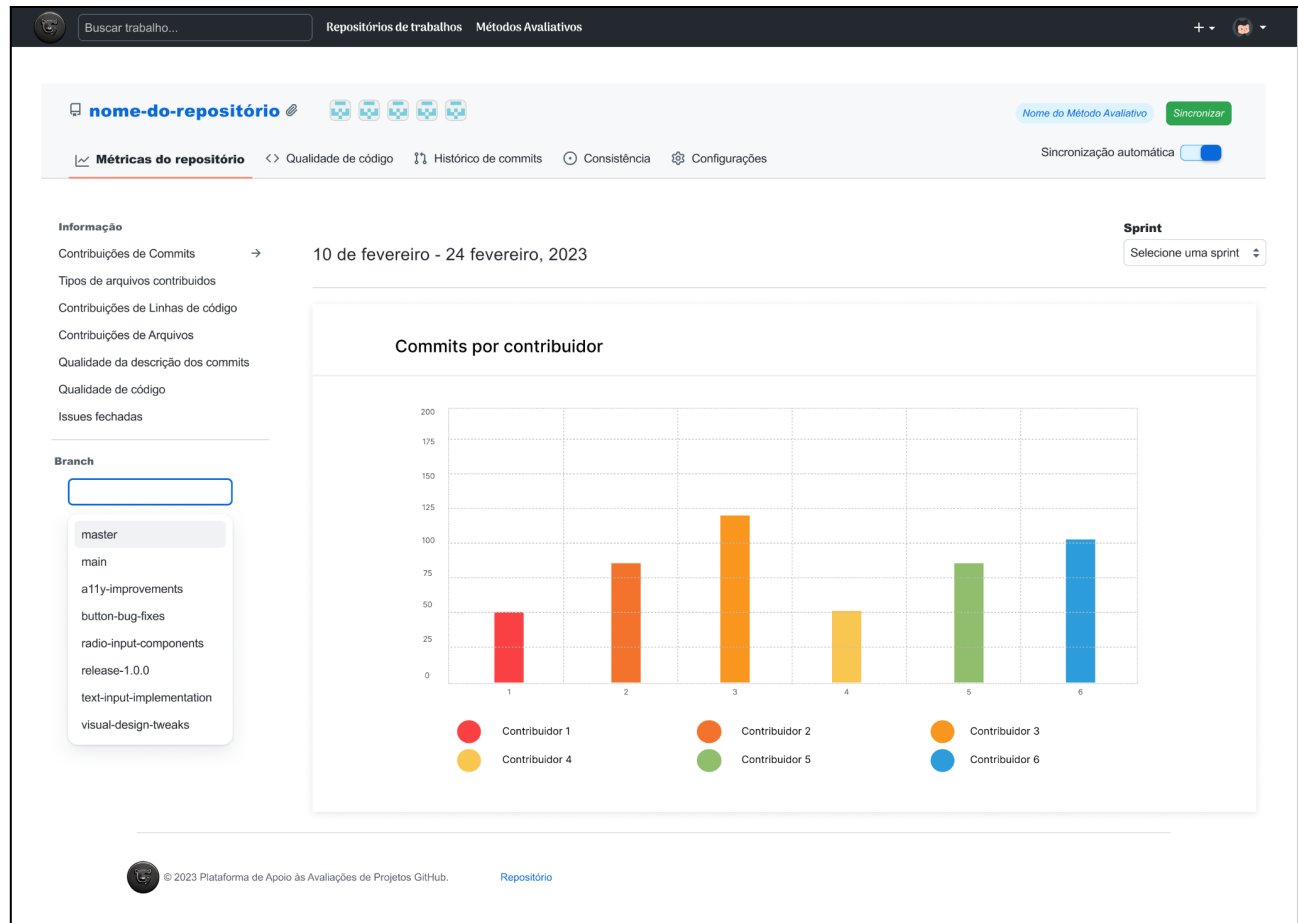 Buscar trabalho...
Repositórios de trabalhos
Métodos Avaliativos
nome-do-repositório
Nome do Método Avaliativo
Sincronizar
Métricas do repositório
Qualidade de código
Histórico de commits
Consistência
Configurações
Sincronização automática
Informação
Contribuições de Commits
Tipos de arquivos contribuidos
Contribuições de Linhas de código
Contribuições de Arquivos
Qualidade da descrição dos commits
Qualidade de código
Issues fechadas
Branch
master
main
a11y-improvements
button-bug-fixes
radio-input-components
release-1.0.0
text-input-implementation
visual-design-tweaks
10 de fevereiro - 24 fevereiro, 2023
Sprint
Selecione uma sprint
Commits por contribuidor
200
175
150
125
100
75
50
25
0
1 2 3 4 5 6
Contribuidor 1
Contribuidor 2
Contribuidor 3
Contribuidor 4
Contribuidor 5
Contribuidor 6
© 2023 Plataforma de Apoio às Avaliações de Projetos GitHub.
Repositório